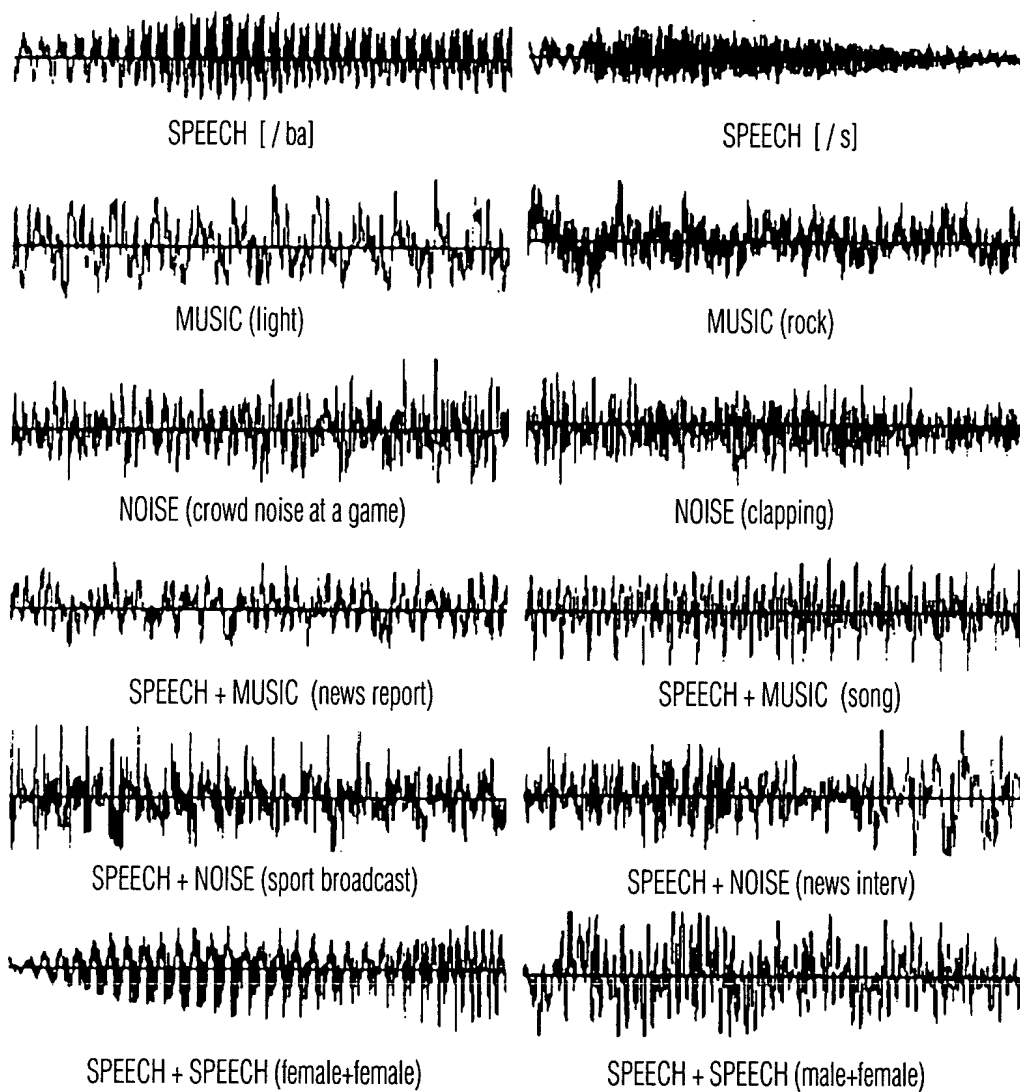 SPEECH [ / ba]
SPEECH [ / s]
MUSIC (light)
MUSIC (rock)
NOISE (crowd noise at a game)
NOISE (clapping)
SPEECH + MUSIC (news report)
SPEECH + MUSIC (song)
SPEECH + NOISE (sport broadcast)
SPEECH + NOISE (news interv)
SPEECH + SPEECH (female+female)
SPEECH + SPEECH (male+female)